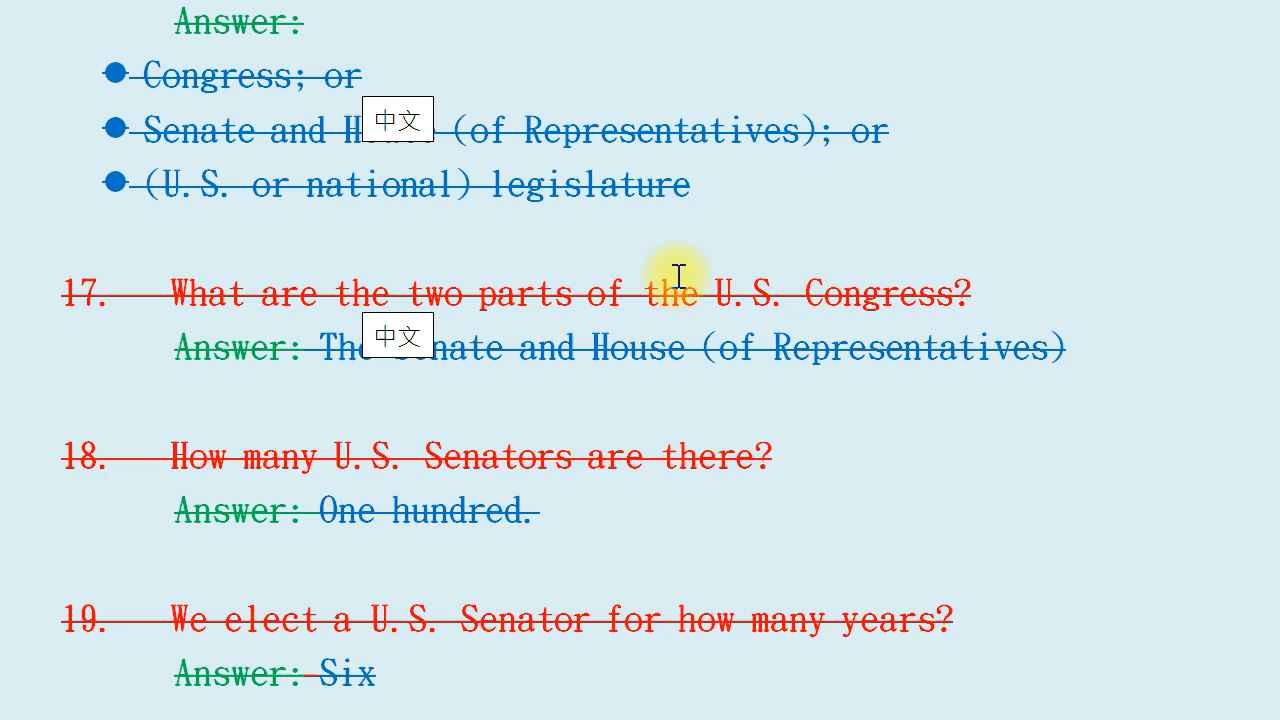 Answer:
● Congress; or
中文
● Senate and House (of Representatives); or
● (U.S. or national) legislature
17. What are the two parts of the U.S. Congress?
中文
Answer: The Senate and House (of Representatives)
18. How many U.S. Senators are there?
Answer: One hundred.
19. We elect a U.S. Senator for how many years?
Answer: Six